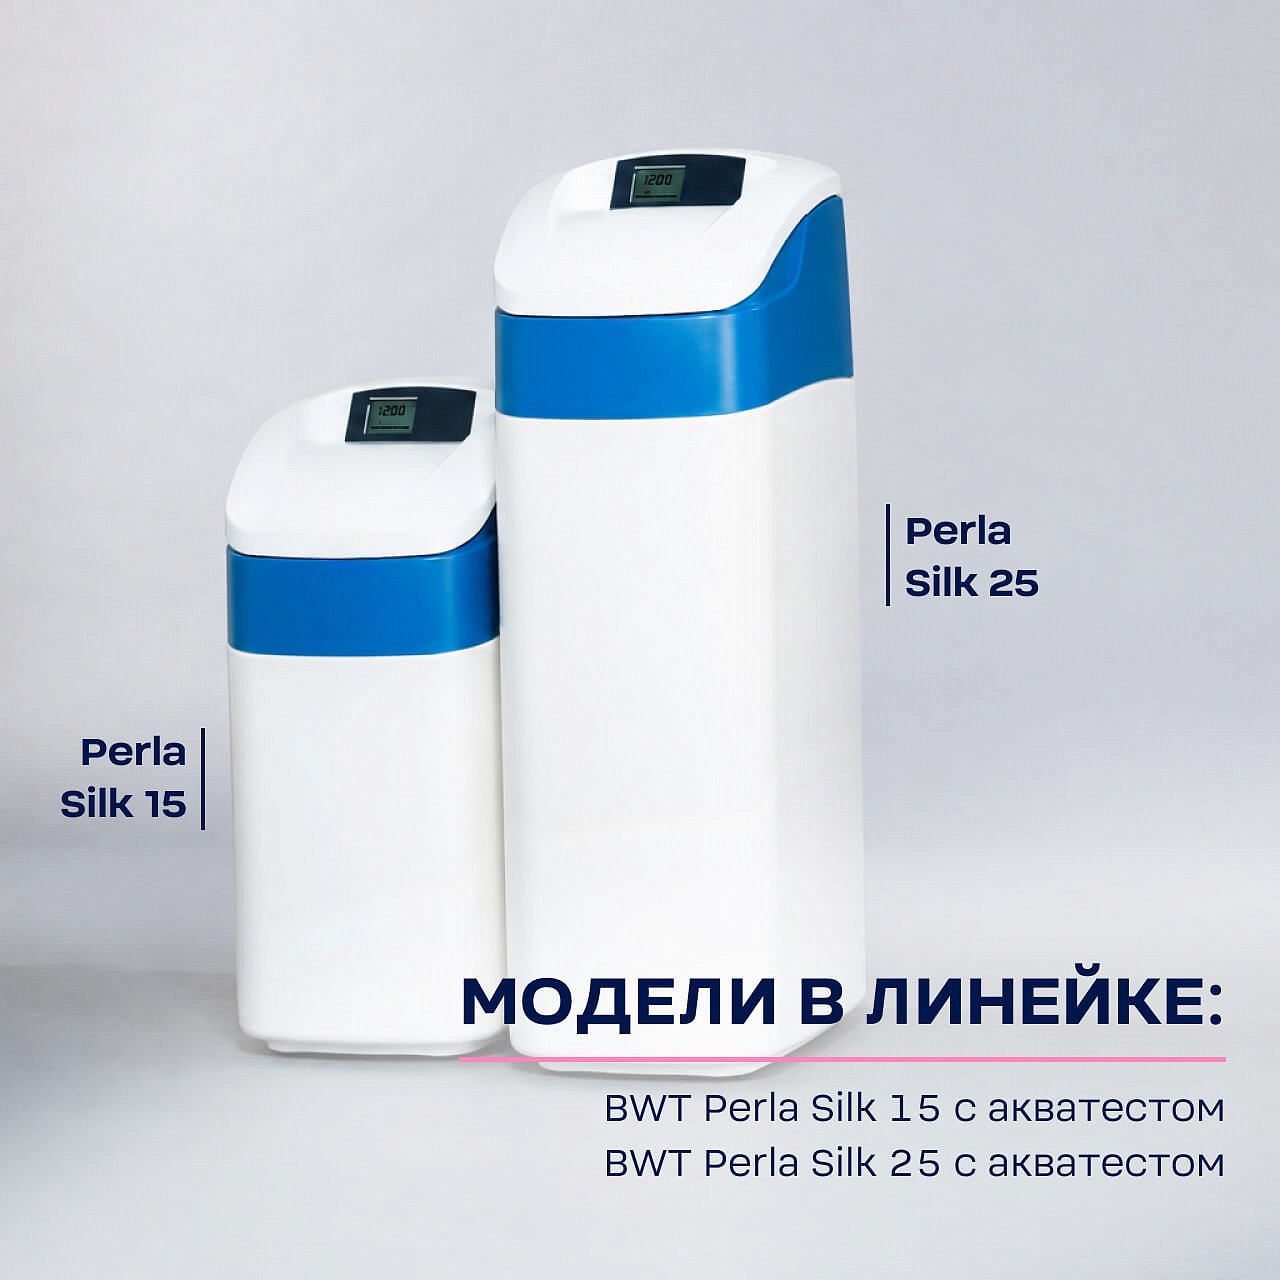 1200
1200
Perla
Silk 25
Perla
Silk 15
МОДЕЛИ В ЛИНЕЙКЕ:
BWT Perla Silk 15 с акватестом
BWT Perla Silk 25 с акватестом